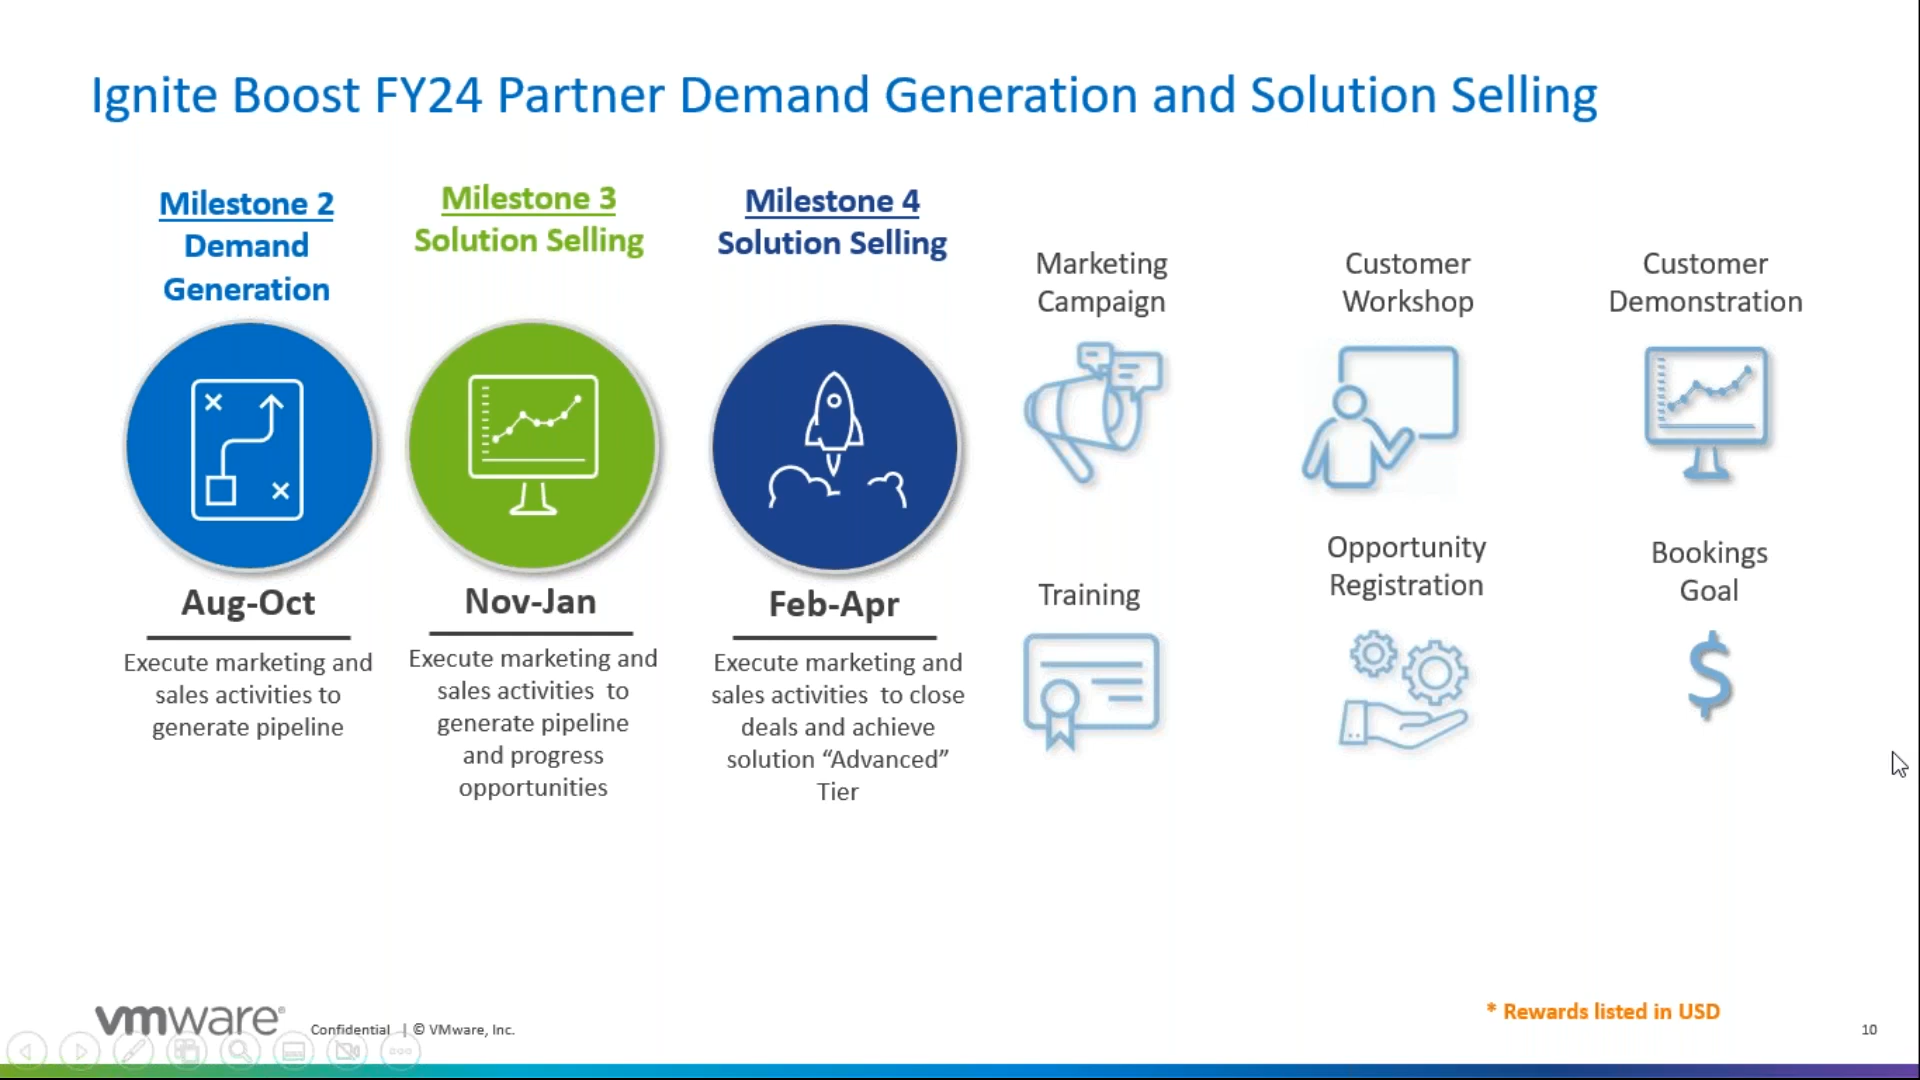 Ignite Boost FY24 Partner Demand Generation and Solution Selling
Milestone 2
Demand
Generation
Aug-Oct
Execute marketing and
sales activities to
generate pipeline
Milestone 3
Solution Selling
Nov-Jan
Execute marketing and
sales activities to
generate pipeline
and progress
opportunities
Milestone 4
Solution Selling
Feb-Apr
Execute marketing and
sales activities to close
deals and achieve
solution “Advanced”
Tier
Marketing
Campaign
Customer
Workshop
Customer
Demonstration
Training
Opportunity
Registration
Bookings
Goal
$
* Rewards listed in USD
vmware®
Confidential | © VMware, Inc.
10